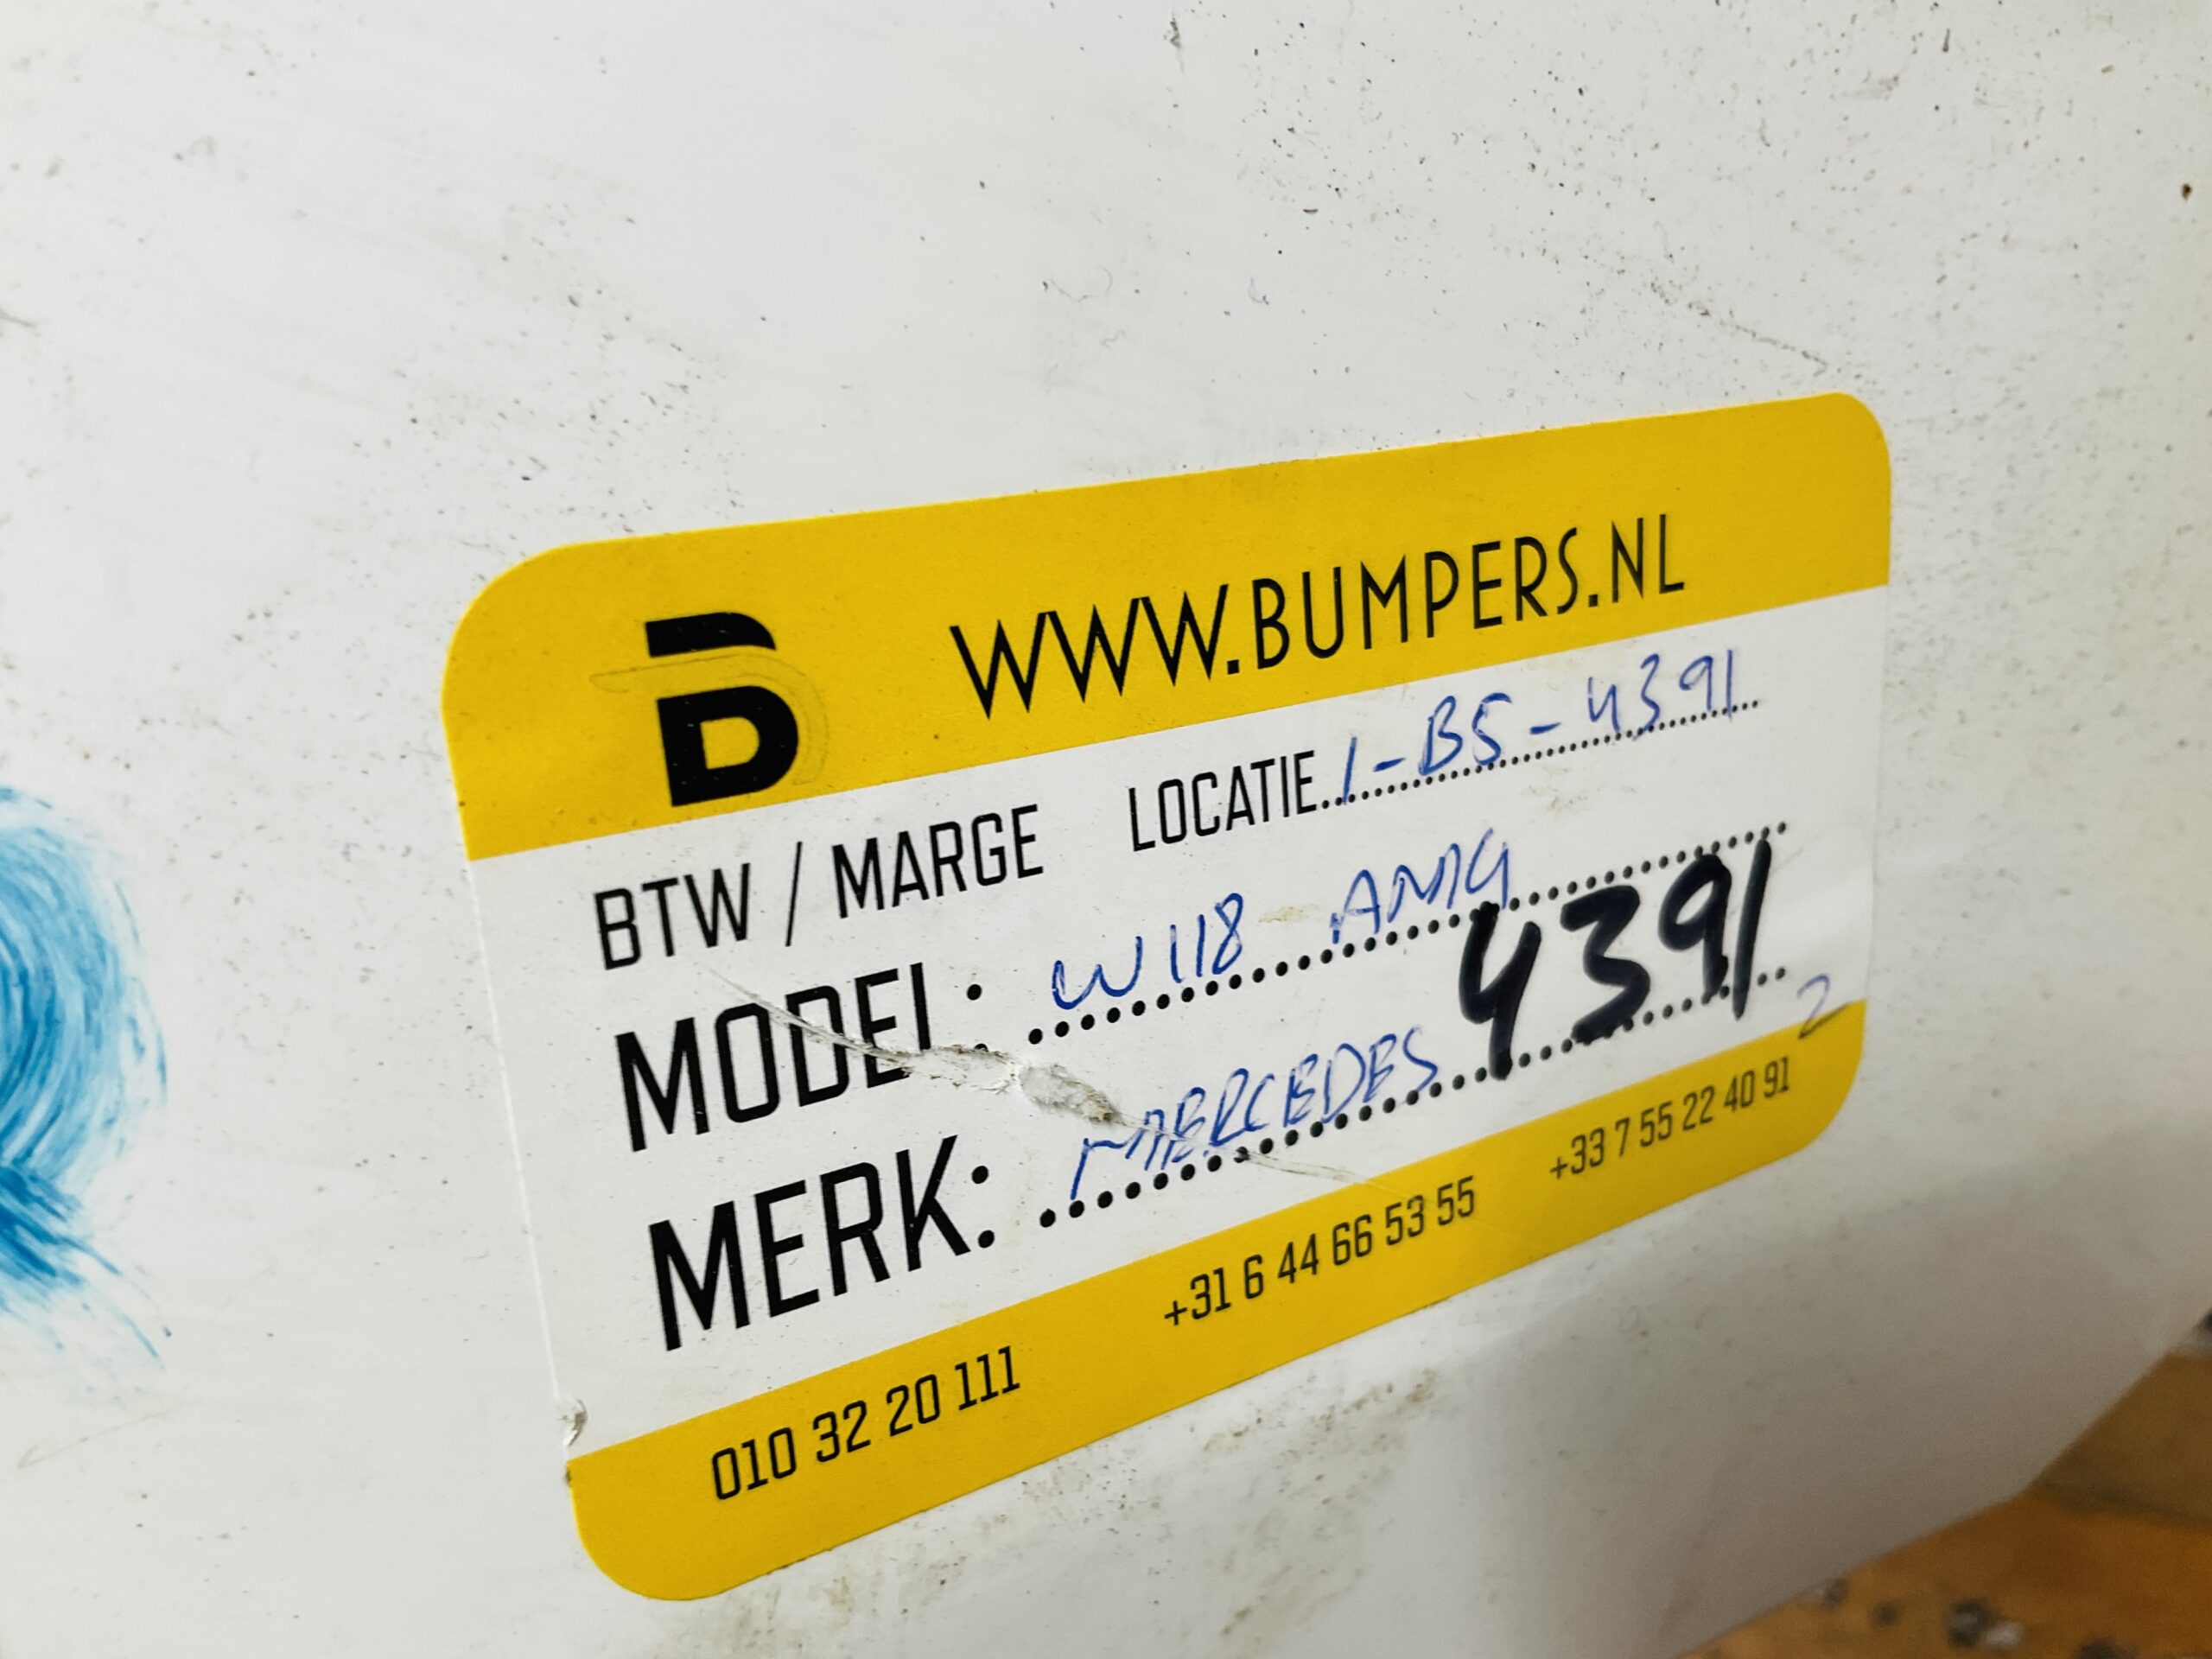 B WWW.BUMPERS.NL
BTW / MARGE LOCATIE 1-B5-4391
MODEL: W118 AMG
MERK: MERCEDES 4391
2
010 32 20 111 +31 6 44 66 53 55 +33 7 55 22 40 91